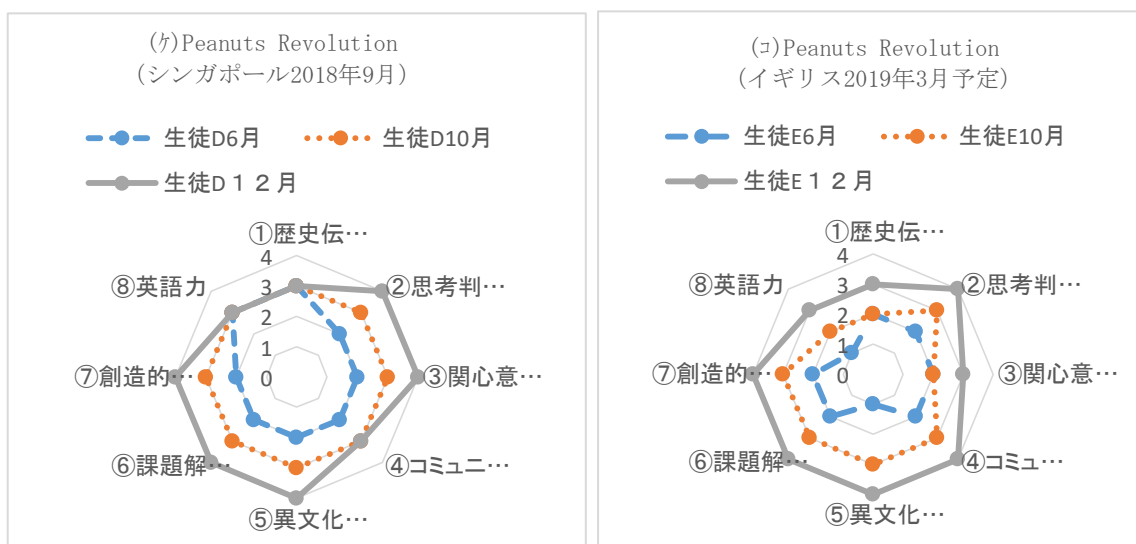 (ｹ)Peanuts Revolution
(シンガポール2018年9月)
生徒D6月
生徒D10月
生徒D１２月
①歴史伝…
②思考判…
③関心意…
④コミュニ…
⑤異文化…
⑥課題解…
⑦創造的…
⑧英語力
4
3
2
1
0
(ｺ)Peanuts Revolution
(イギリス2019年3月予定)
生徒E6月
生徒E10月
生徒E１２月
①歴史伝…
②思考判…
③関心意…
④コミュ…
⑤異文化…
⑥課題解…
⑦創造的…
⑧英語力
4
3
2
1
0